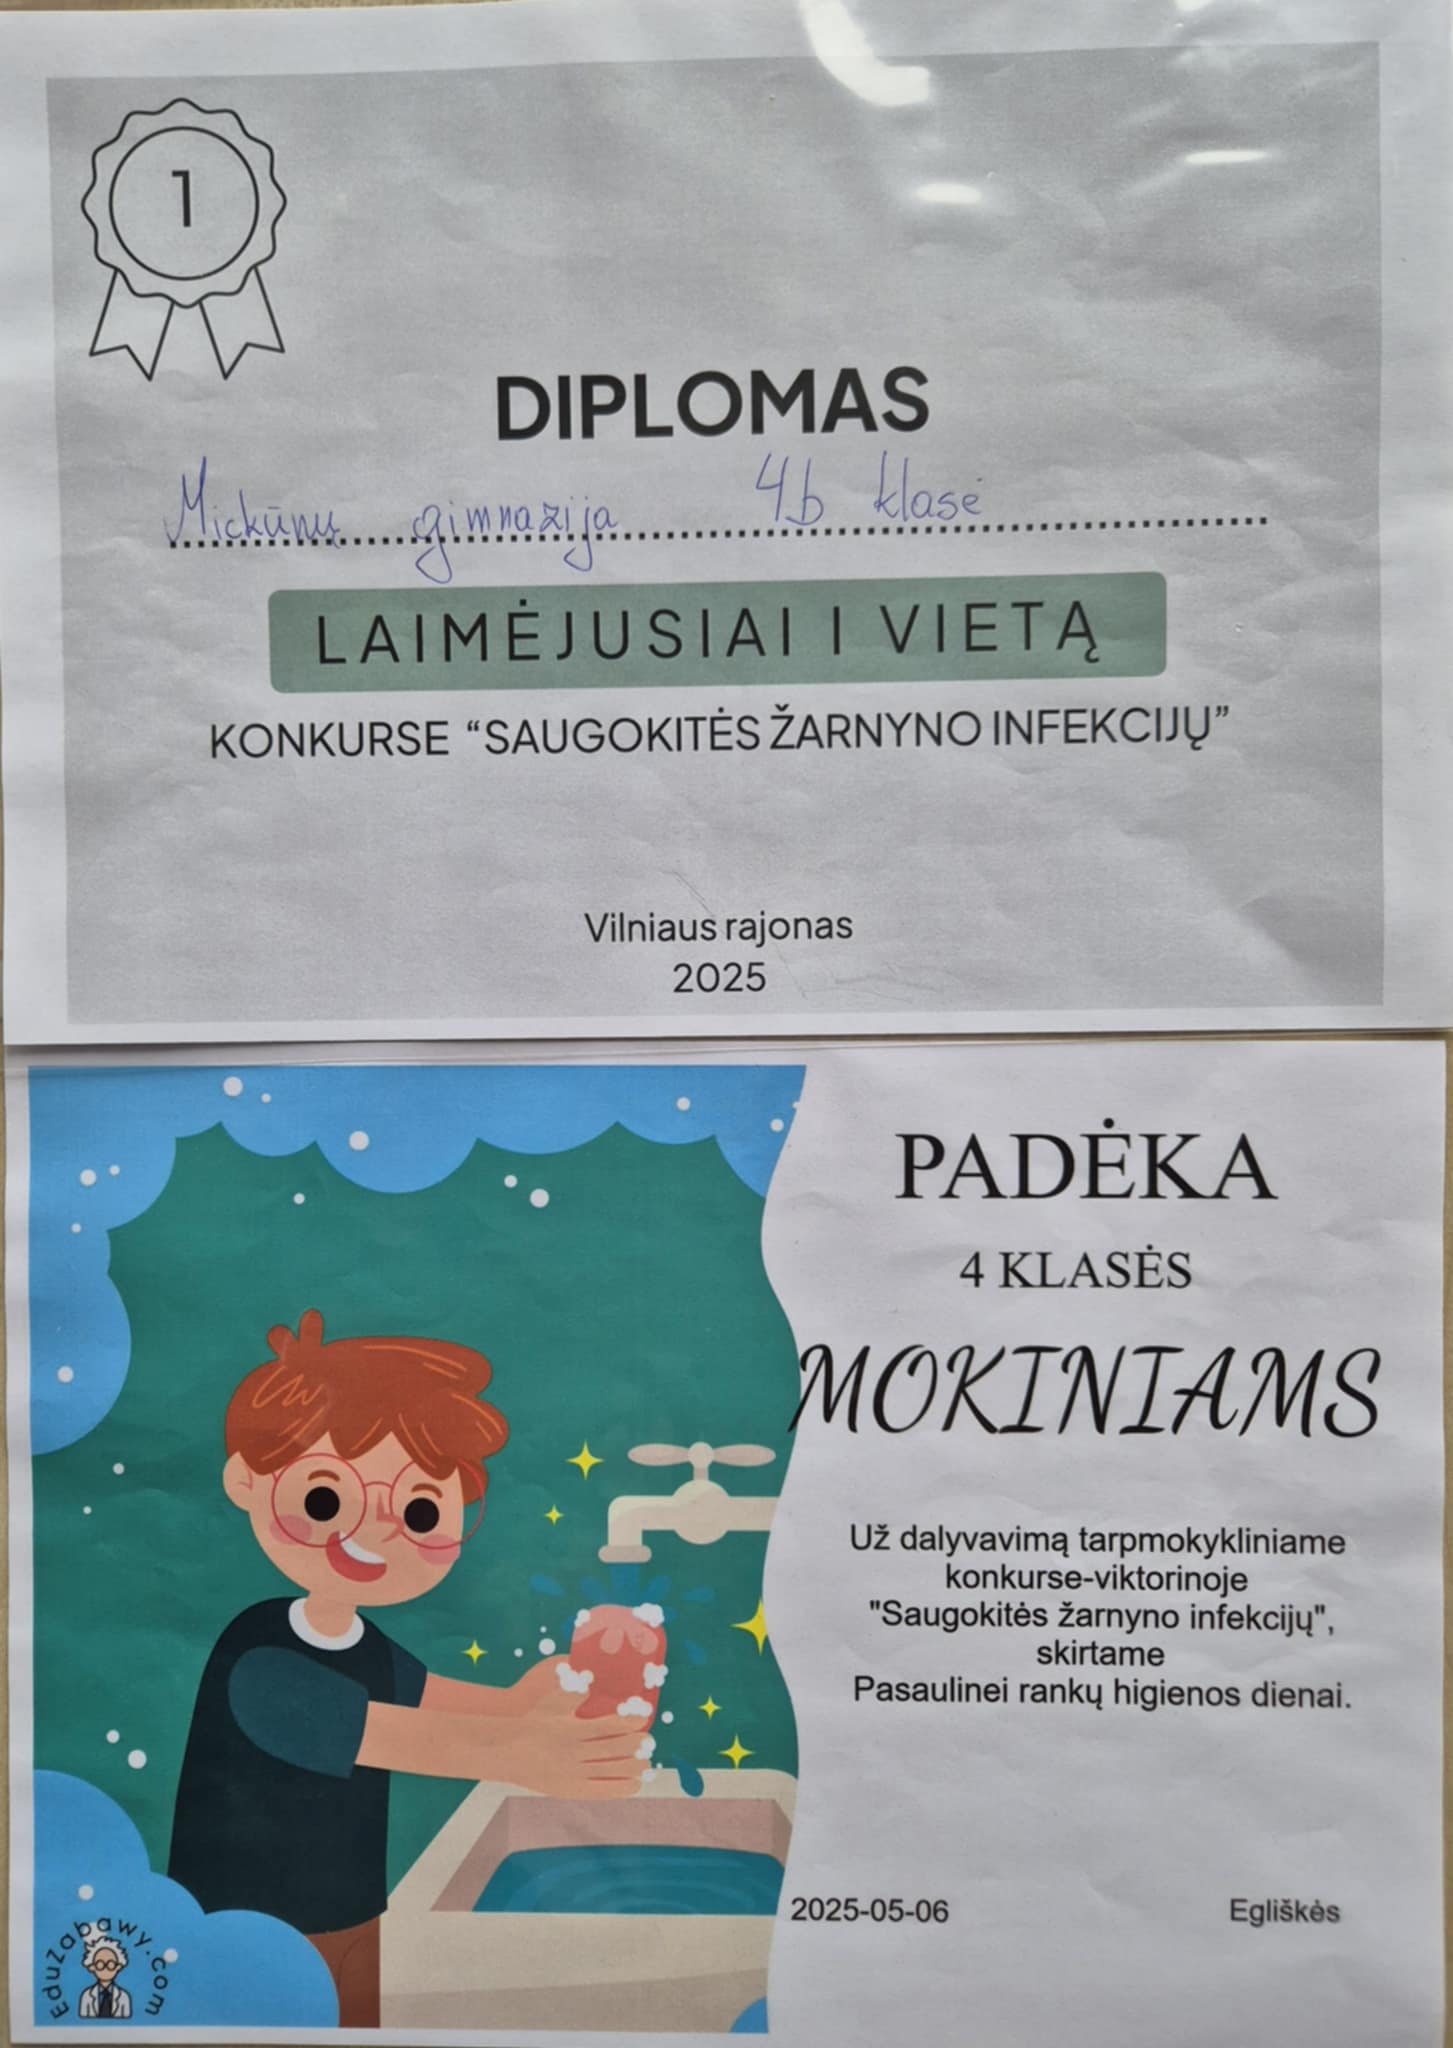 1
DIPLOMAS
Mickūnų gimnazija 4b klasė
LAIMĖJUSIAI I VIETĄ
KONKURSE “SAUGOKITĖS ŽARNYNO INFEKCIJŲ”
Vilniaus rajonas
2025
PADĖKA
4 KLASĖS
MOKINIAMS
Už dalyvavimą tarpmokykliniame
konkurse-viktorinoje
"Saugokitės žarnyno infekcijų",
skirtame
Pasaulinei rankų higienos dienai.
2025-05-06 Egliškės
EduZabawy.com